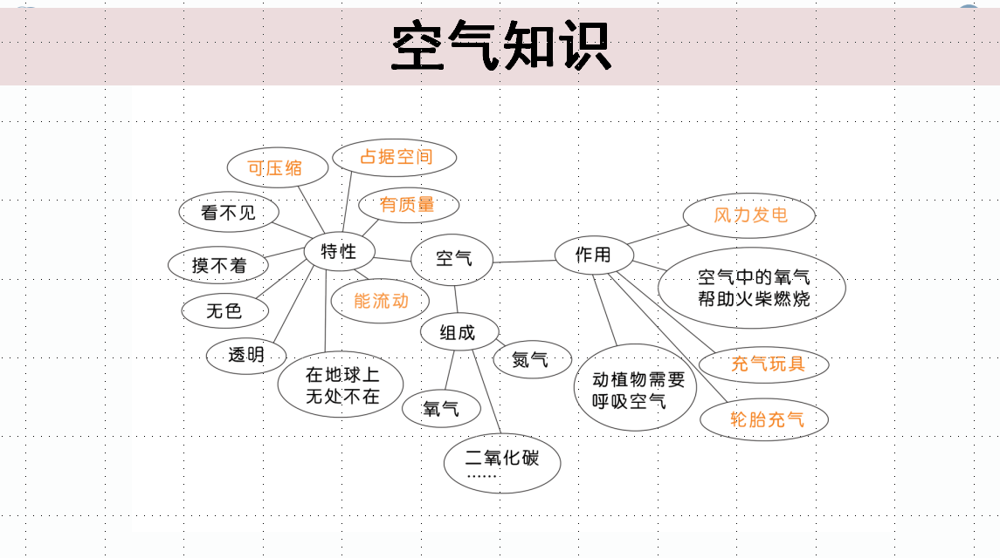 空气知识
可压缩
占据空间
有质量
看不见
特性
摸不着
无色
透明
能流动
在地球上
无处不在
空气
组成
氮气
氧气
二氧化碳
······
作用
风力发电
空气中的氧气
帮助火柴燃烧
充气玩具
动植物需要
呼吸空气
轮胎充气